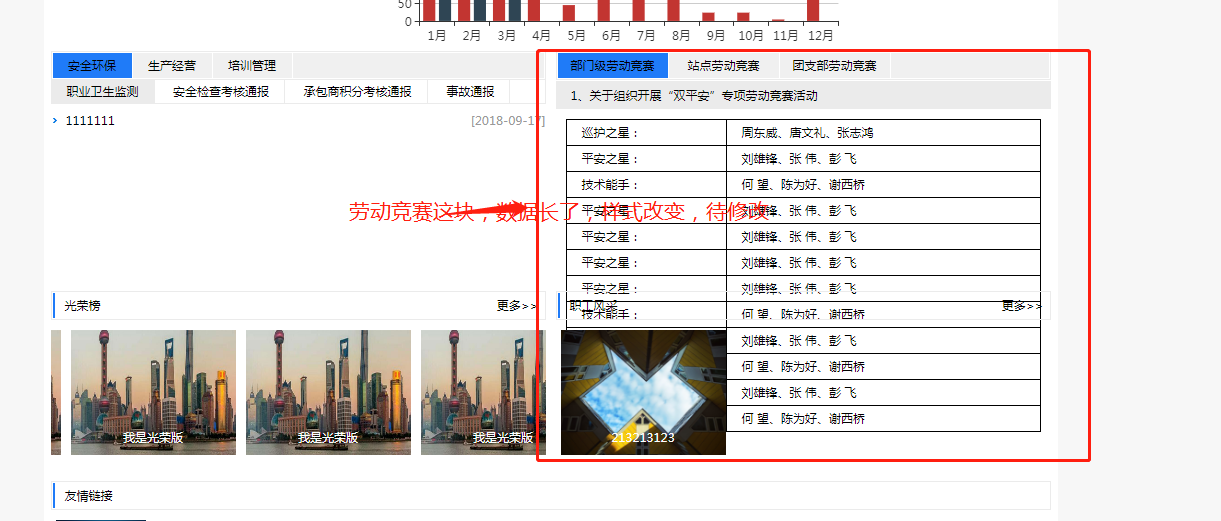 50
0
1月 2月 3月 4月 5月 6月 7月 8月 9月 10月 11月 12月
安全环保 生产经营 培训管理
职业卫生监测 安全检查考核通报 承包商积分考核通报 事故通报
› 1111111 [2018-09-17]
部门级劳动竞赛 站点劳动竞赛 团支部劳动竞赛
1、关于组织开展“双平安”专项劳动竞赛活动
巡护之星： 周东威、唐文礼、张志鸿
平安之星： 刘雄锋、张 伟、彭 飞
技术能手： 何 望、陈为好、谢西桥
平安之星： 刘雄锋、张 伟、彭 飞
劳动竞赛这块，数据长了，样式改变，待修改
平安之星： 刘雄锋、张 伟、彭 飞
平安之星： 刘雄锋、张 伟、彭 飞
平安之星： 刘雄锋、张 伟、彭 飞
技术能手： 何 望、陈为好、谢西桥
刘雄锋、张 伟、彭 飞
何 望、陈为好、谢西桥
刘雄锋、张 伟、彭 飞
何 望、陈为好、谢西桥
光荣榜 更多>>
职工风采 更多>>
我是光荣版 我是光荣版 我是光荣版
213213123
友情链接